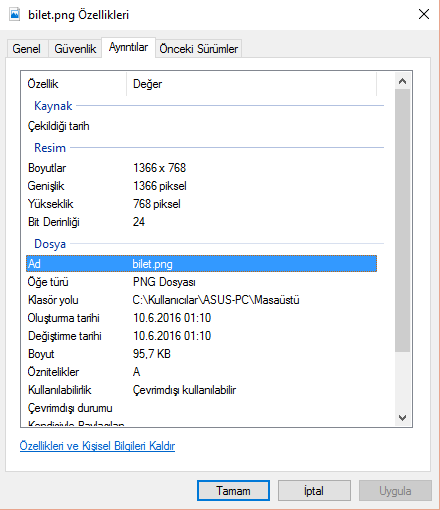 bilet.png Özellikleri
Genel Güvenlik Ayrıntılar Önceki Sürümler
Özellik Değer
Kaynak
Çekildiği tarih
Resim
Boyutlar 1366 x 768
Genişlik 1366 piksel
Yükseklik 768 piksel
Bit Derinliği 24
Dosya
Ad bilet.png
Öğe türü PNG Dosyası
Klasör yolu C:\Kullanıcılar\ASUS-PC\Masaüstü
Oluşturma tarihi 10.6.2016 01:10
Değiştirme tarihi 10.6.2016 01:10
Boyut 95,7 KB
Öznitelikler A
Kullanılabilirlik Çevrimdışı kullanılabilir
Çevrimdışı durumu
Kendisiyle Paylaşılan
Özellikleri ve Kişisel Bilgileri Kaldır
Tamam İptal Uygula